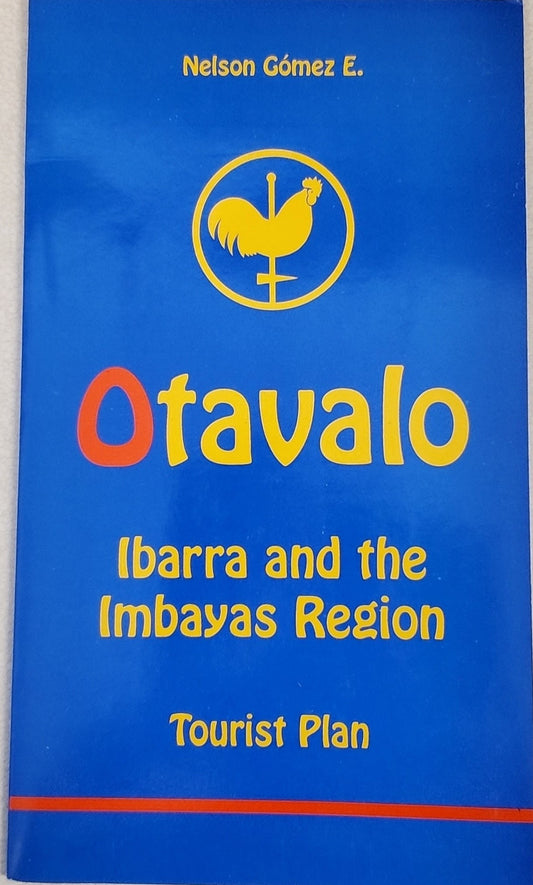 Nelson Gómez E.
Otavalo
Ibarra and the
Imbayas Region
Tourist Plan